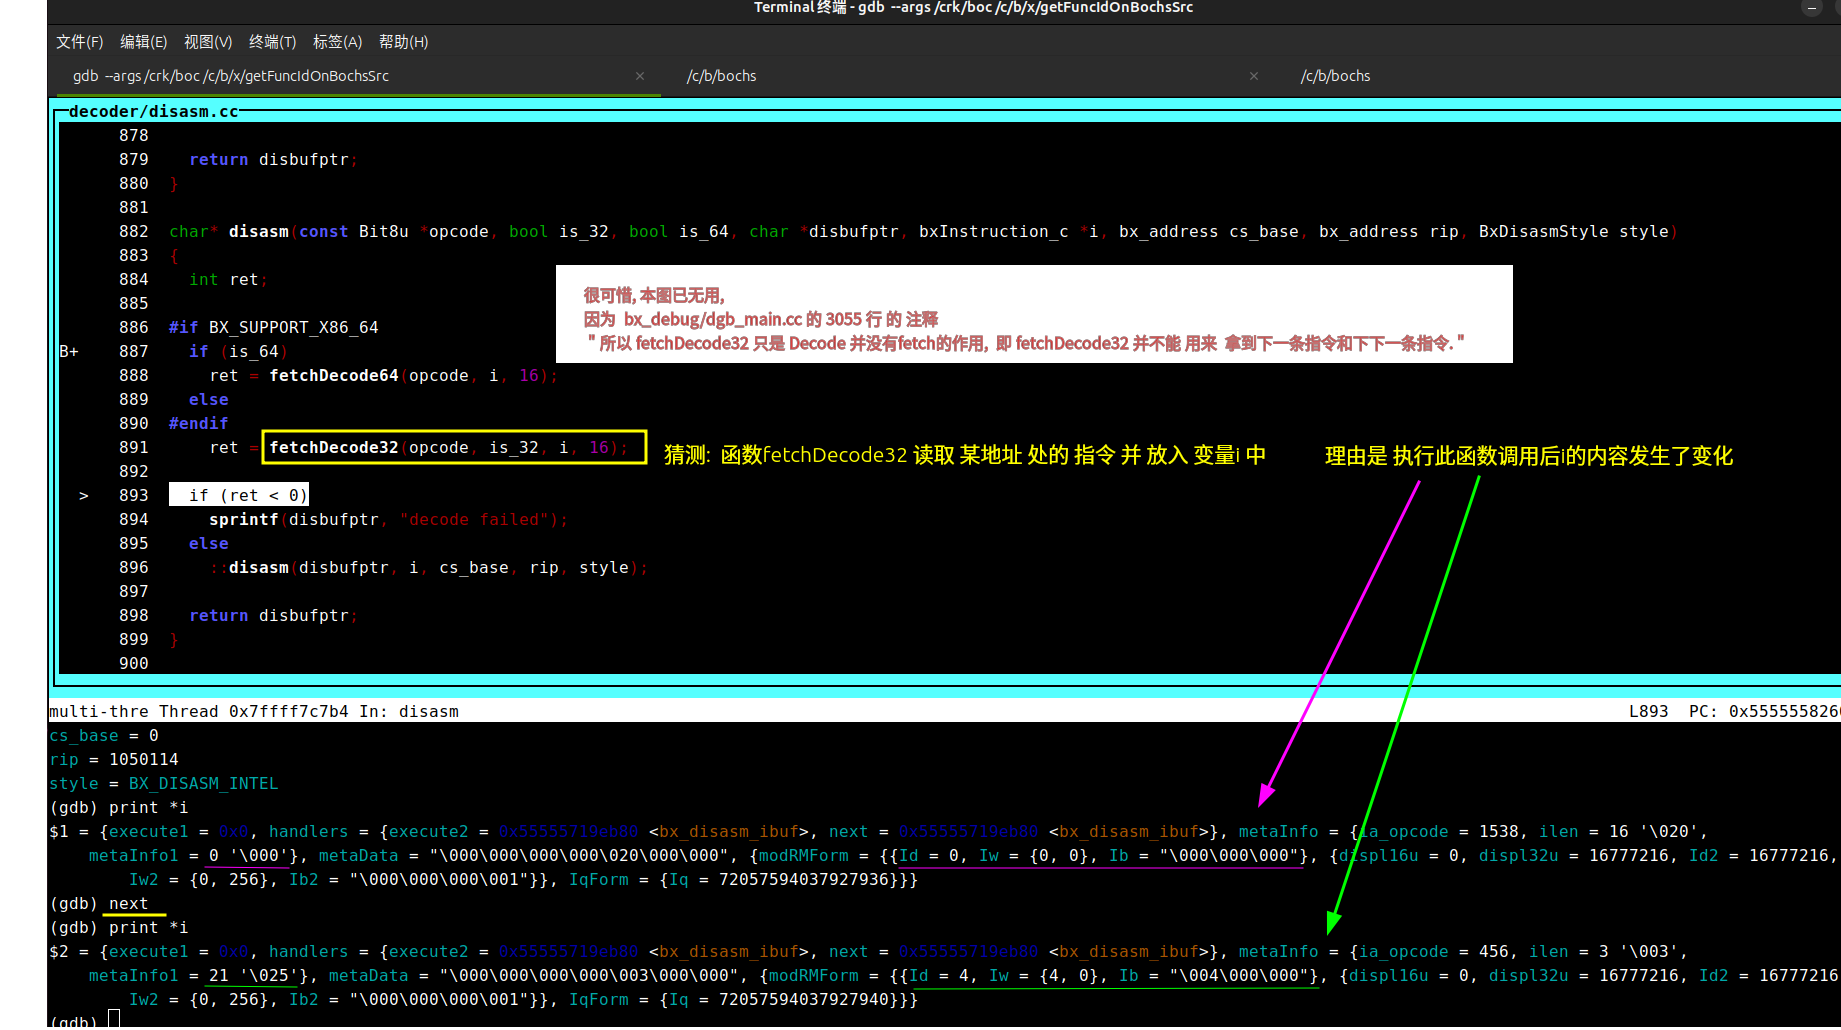 Terminal 终端 - gdb --args /crk/boc /c/b/x/getFuncIdOnBochsSrc
文件(F) 编辑(E) 视图(V) 终端(T) 标签(A) 帮助(H)
gdb --args /crk/boc /c/b/x/getFuncIdOnBochsSrc × /c/b/bochs × /c/b/bochs
decoder/disasm.cc
878
879 return disbufptr;
880 }
881
882 char* disasm(const Bit8u *opcode, bool is_32, bool is_64, char *disbufptr, bxInstruction_c *i, bx_address cs_base, bx_address rip, BxDisasmStyle style)
883 {
884 int ret;
很可惜, 本图已无用,
885
因为 bx_debug/dgb_main.cc 的 3055 行 的 注释
886 #if BX_SUPPORT_X86_64
" 所以 fetchDecode32 只是 Decode 并没有fetch的作用, 即 fetchDecode32 并不能 用来 拿到下一条指令和下下一条指令. "
B+ 887 if (is_64)
888 ret = fetchDecode64(opcode, i, 16);
889 else
890 #endif
891 ret = fetchDecode32(opcode, is_32, i, 16); 猜测: 函数fetchDecode32 读取 某地址 处的 指令 并 放入 变量i 中 理由是 执行此函数调用后i的内容发生了变化
892
> 893 if (ret < 0)
894 sprintf(disbufptr, "decode failed");
895 else
896 ::disasm(disbufptr, i, cs_base, rip, style);
897
898 return disbufptr;
899 }
900
multi-thre Thread 0x7ffff7c7b4 In: disasm L893 PC: 0x555555826
cs_base = 0
rip = 1050114
style = BX_DISASM_INTEL
(gdb) print *i
$1 = {execute1 = 0x0, handlers = {execute2 = 0x55555719eb80 <bx_disasm_ibuf>, next = 0x55555719eb80 <bx_disasm_ibuf>}, metaInfo = {ia_opcode = 1538, ilen = 16 '\020',
metaInfo1 = 0 '\000'}, metaData = "\000\000\000\000\020\000\000", {modRMForm = {{Id = 0, Iw = {0, 0}, Ib = "\000\000\000"}, {displ16u = 0, displ32u = 16777216, Id2 = 16777216,
Iw2 = {0, 256}, Ib2 = "\000\000\000\001"}}, IqForm = {Iq = 72057594037927936}}}
(gdb) next
(gdb) print *i
$2 = {execute1 = 0x0, handlers = {execute2 = 0x55555719eb80 <bx_disasm_ibuf>, next = 0x55555719eb80 <bx_disasm_ibuf>}, metaInfo = {ia_opcode = 456, ilen = 3 '\003',
metaInfo1 = 21 '\025'}, metaData = "\000\000\000\000\003\000\000", {modRMForm = {{Id = 4, Iw = {4, 0}, Ib = "\004\000\000"}, {displ16u = 0, displ32u = 16777216, Id2 = 16777216,
Iw2 = {0, 256}, Ib2 = "\000\000\000\001"}}, IqForm = {Iq = 72057594037927940}}}
(gdb)